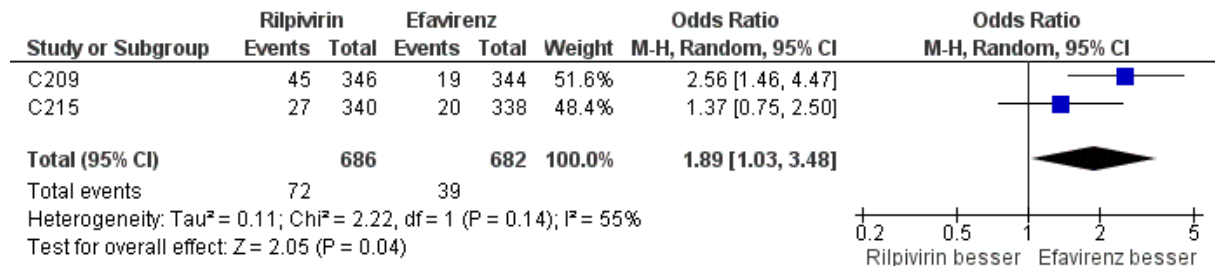 Rilpivirin Efavirenz Odds Ratio Odds Ratio
Study or Subgroup Events Total Events Total Weight M-H, Random, 95% CI M-H, Random, 95% CI
C209 45 346 19 344 51.6% 2.56 [1.46, 4.47]
C215 27 340 20 338 48.4% 1.37 [0.75, 2.50]
Total (95% CI) 686 682 100.0% 1.89 [1.03, 3.48]
Total events 72 39
Heterogeneity: Tau² = 0.11; Chi² = 2.22, df = 1 (P = 0.14); I² = 55%
Test for overall effect: Z = 2.05 (P = 0.04)
0.2 0.5 1 2 5
Rilpivirin besser Efavirenz besser